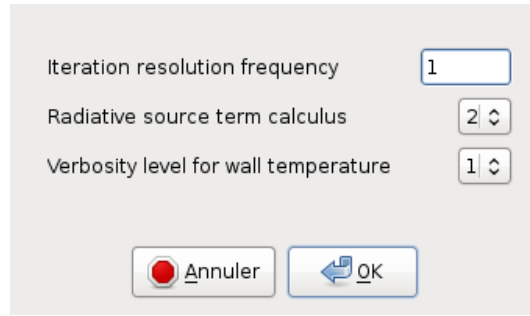 Iteration resolution frequency 1
Radiative source term calculus 2
Verbosity level for wall temperature 1
Annuler OK